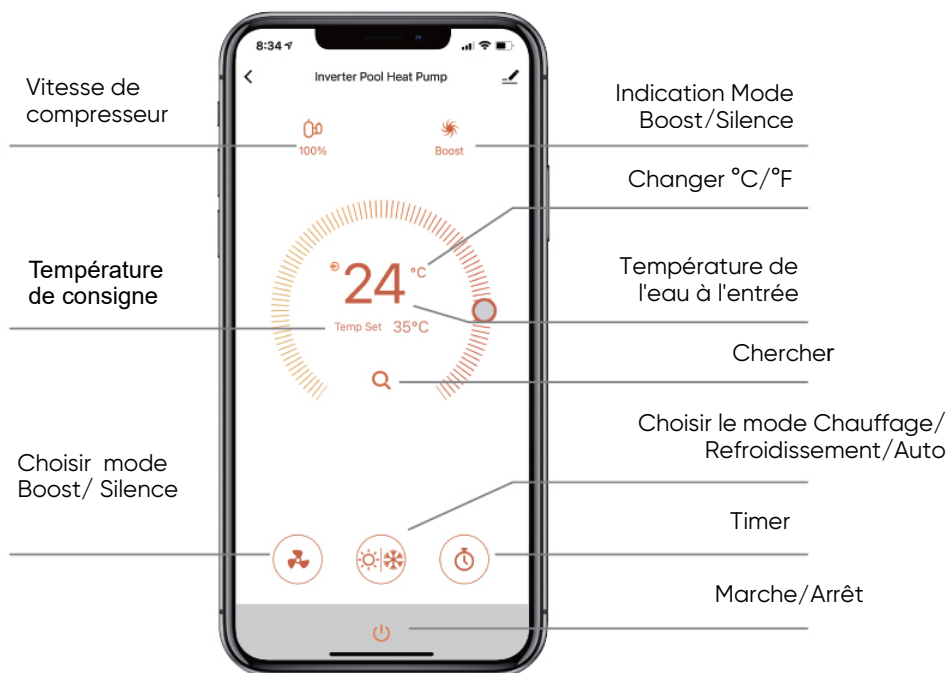 8:34
Inverter Pool Heat Pump
Vitesse de
compresseur
Indication Mode
Boost/Silence
100%
Boost
Changer °C/°F
Température
de consigne
24 °C
Temp Set 35°C
Température de
l'eau à l'entrée
Chercher
Choisir le mode Chauffage/
Refroidissement/Auto
Choisir mode
Boost/ Silence
Timer
Marche/Arrêt